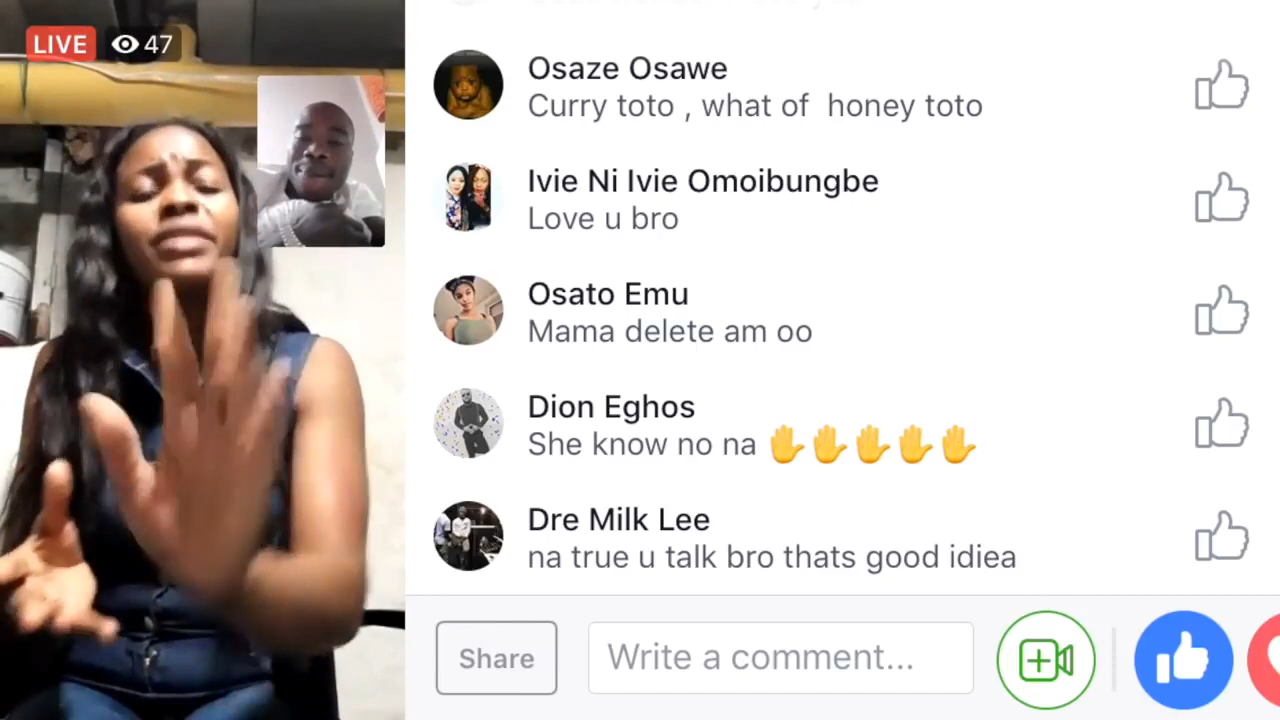 LIVE 47
Osaze Osawe
Curry toto , what of honey toto
Ivie Ni Ivie Omoibungbe
Love u bro
Osato Emu
Mama delete am oo
Dion Eghos
She know no na ✋✋✋✋✋
Dre Milk Lee
na true u talk bro thats good idiea
Share
Write a comment...